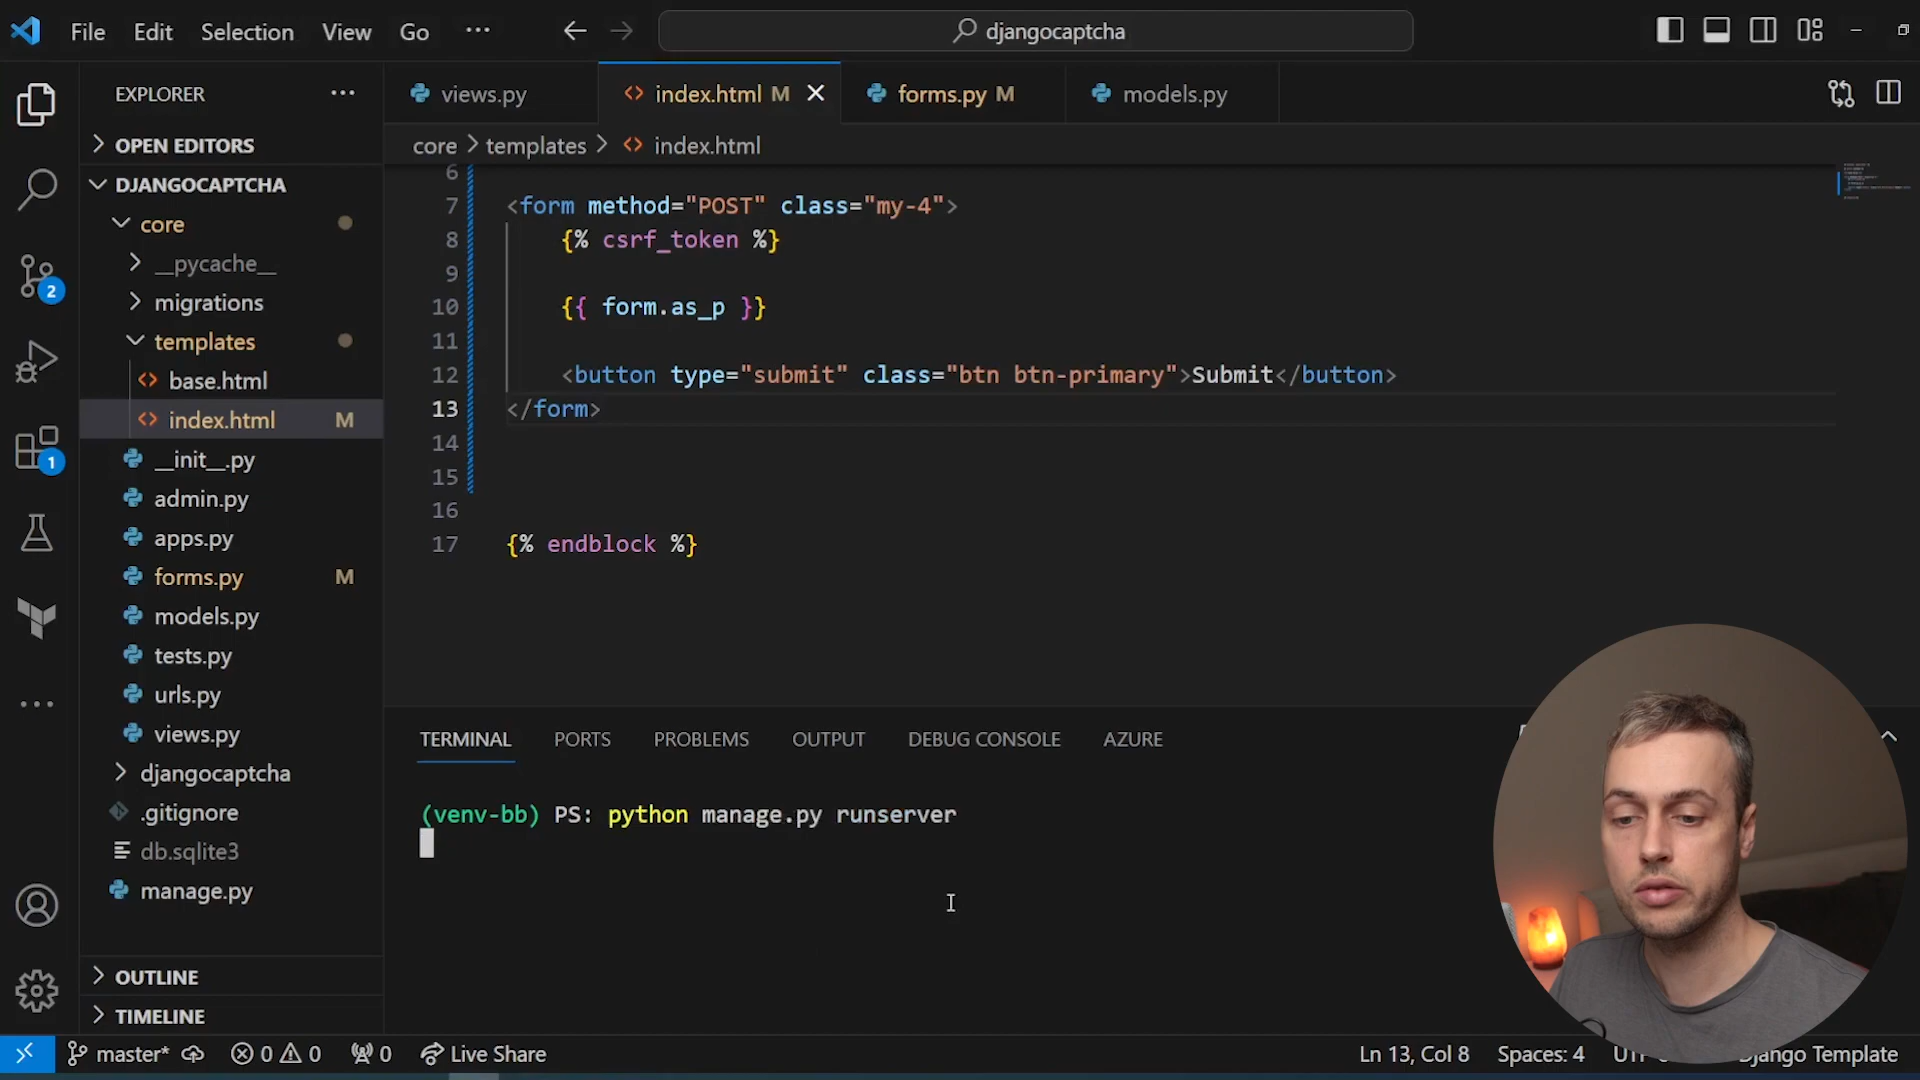 File Edit Selection View Go ··· djangocaptcha
EXPLORER ···
OPEN EDITORS
DJANGOCAPTCHA
core
__pycache__
migrations
templates
base.html
index.html M
__init__.py
admin.py
apps.py
forms.py M
models.py
tests.py
urls.py
views.py
djangocaptcha
.gitignore
db.sqlite3
manage.py
OUTLINE
TIMELINE
2
1
views.py index.html M forms.py M models.py
core > templates > index.html
6
7 <form method="POST" class="my-4">
8 {% csrf_token %}
9
10 {{ form.as_p }}
11
12 <button type="submit" class="btn btn-primary">Submit</button>
13 </form>
14
15
16
17 {% endblock %}
TERMINAL PORTS PROBLEMS OUTPUT DEBUG CONSOLE AZURE
(venv-bb) PS: python manage.py runserver
master* 0 0 0 Live Share Ln 13, Col 8 Spaces: 4 Django Template